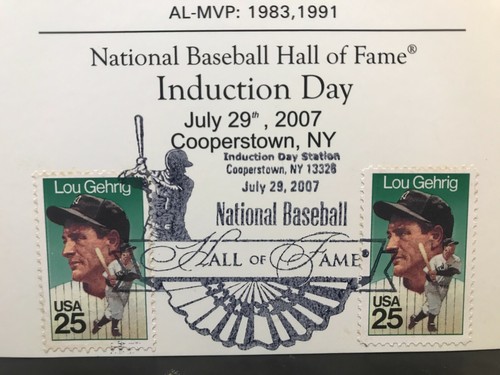 AL-MVP: 1983,1991
National Baseball Hall of Fame®
Induction Day
July 29th, 2007
Cooperstown, NY
Induction Day Station
Cooperstown, NY 13326
July 29, 2007
National Baseball
HALL OF FAME®
Lou Gehrig
USA
25
Lou Gehrig
USA
25